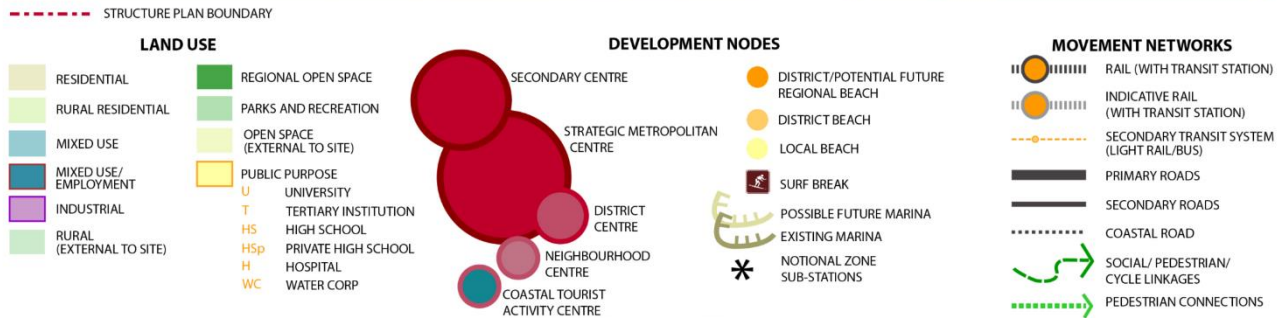 STRUCTURE PLAN BOUNDARY
LAND USE
RESIDENTIAL
RURAL RESIDENTIAL
MIXED USE
MIXED USE/
EMPLOYMENT
INDUSTRIAL
RURAL
(EXTERNAL TO SITE)
REGIONAL OPEN SPACE
PARKS AND RECREATION
OPEN SPACE
(EXTERNAL TO SITE)
PUBLIC PURPOSE
U UNIVERSITY
T TERTIARY INSTITUTION
HS HIGH SCHOOL
HSp PRIVATE HIGH SCHOOL
H HOSPITAL
WC WATER CORP
DEVELOPMENT NODES
SECONDARY CENTRE
STRATEGIC METROPOLITAN
CENTRE
DISTRICT
CENTRE
NEIGHBOURHOOD
CENTRE
COASTAL TOURIST
ACTIVITY CENTRE
DISTRICT/POTENTIAL FUTURE
REGIONAL BEACH
DISTRICT BEACH
LOCAL BEACH
SURF BREAK
POSSIBLE FUTURE MARINA
EXISTING MARINA
* NOTIONAL ZONE
SUB-STATIONS
MOVEMENT NETWORKS
RAIL (WITH TRANSIT STATION)
INDICATIVE RAIL
(WITH TRANSIT STATION)
SECONDARY TRANSIT SYSTEM
(LIGHT RAIL/BUS)
PRIMARY ROADS
SECONDARY ROADS
COASTAL ROAD
SOCIAL/ PEDESTRIAN/
CYCLE LINKAGES
PEDESTRIAN CONNECTIONS